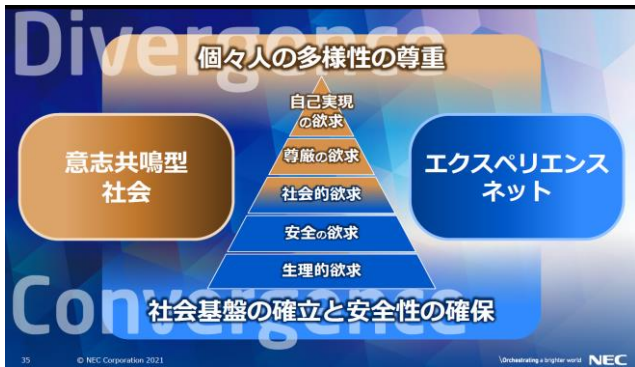 Divergence
個々人の多様性の尊重
自己実現
の欲求
尊厳の欲求
社会的欲求
安全の欲求
生理的欲求
意志共鳴型
社会
エクスペリエンス
ネット
Convergence
社会基盤の確立と安全性の確保
35
© NEC Corporation 2021
\Orchestrating a brighter world
NEC